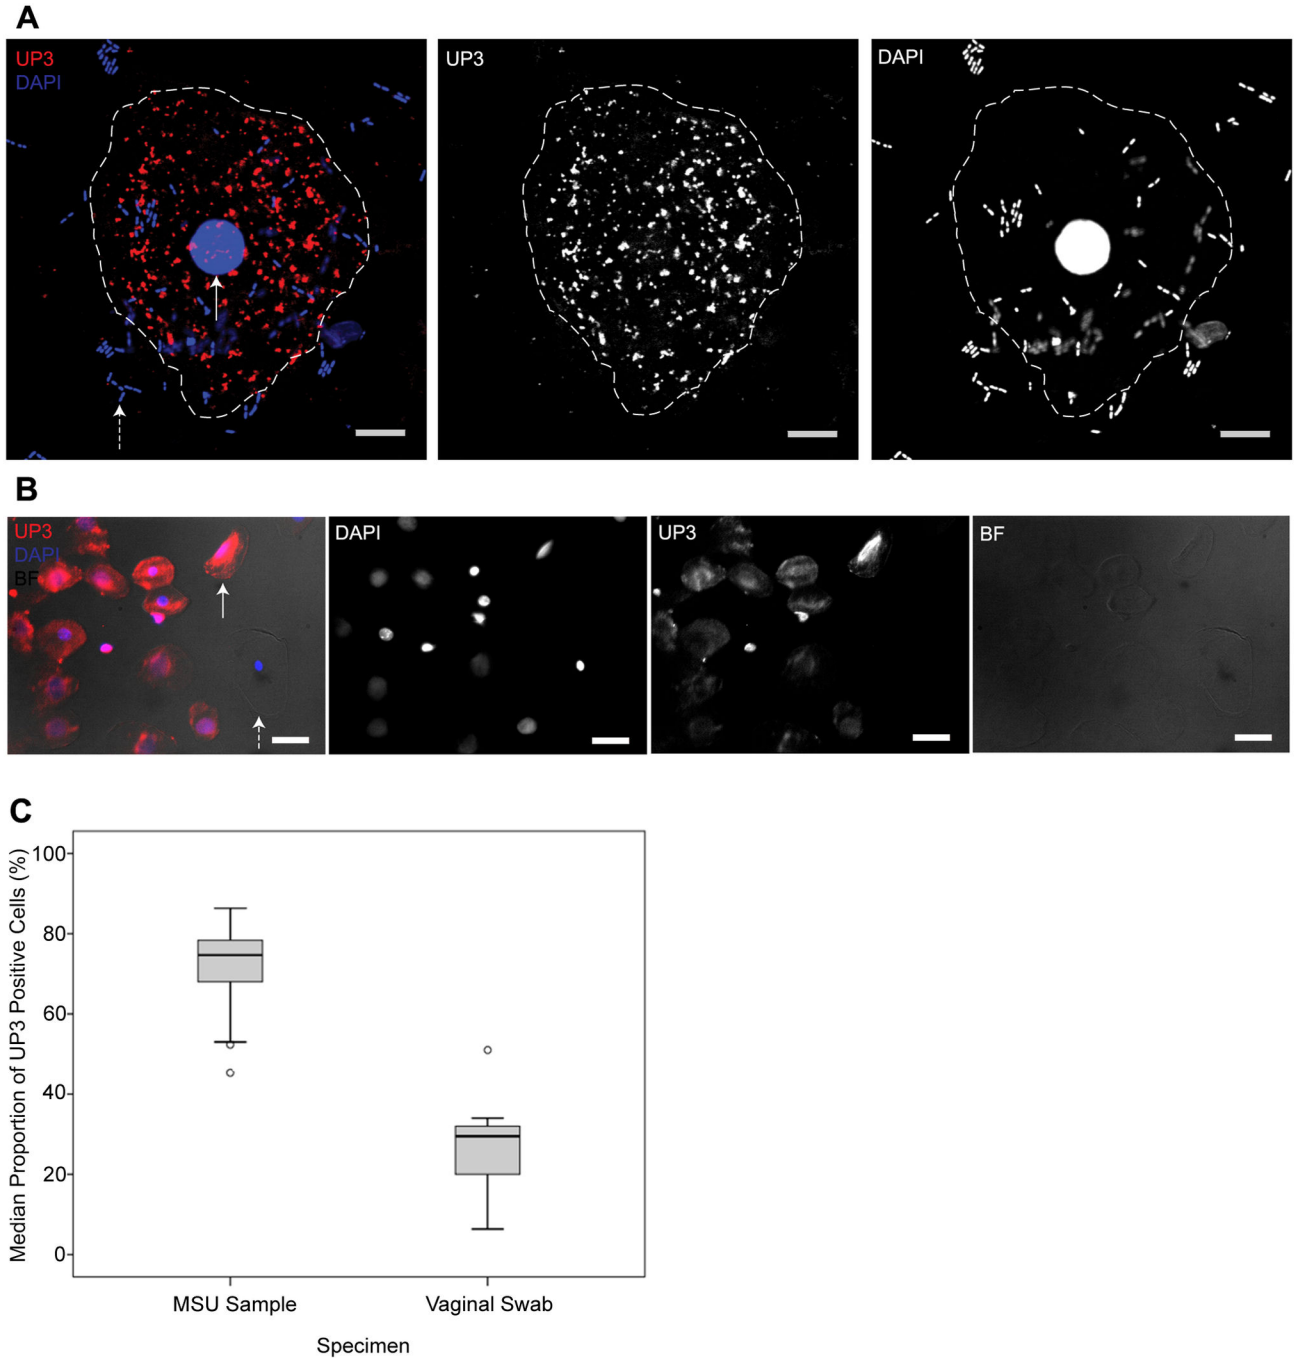 A
UP3
DAPI
UP3
DAPI
B
UP3
DAPI
BF
DAPI
UP3
BF
C
Median Proportion of UP3 Positive Cells (%)
100
80
60
40
20
0
MSU Sample
Vaginal Swab
Specimen